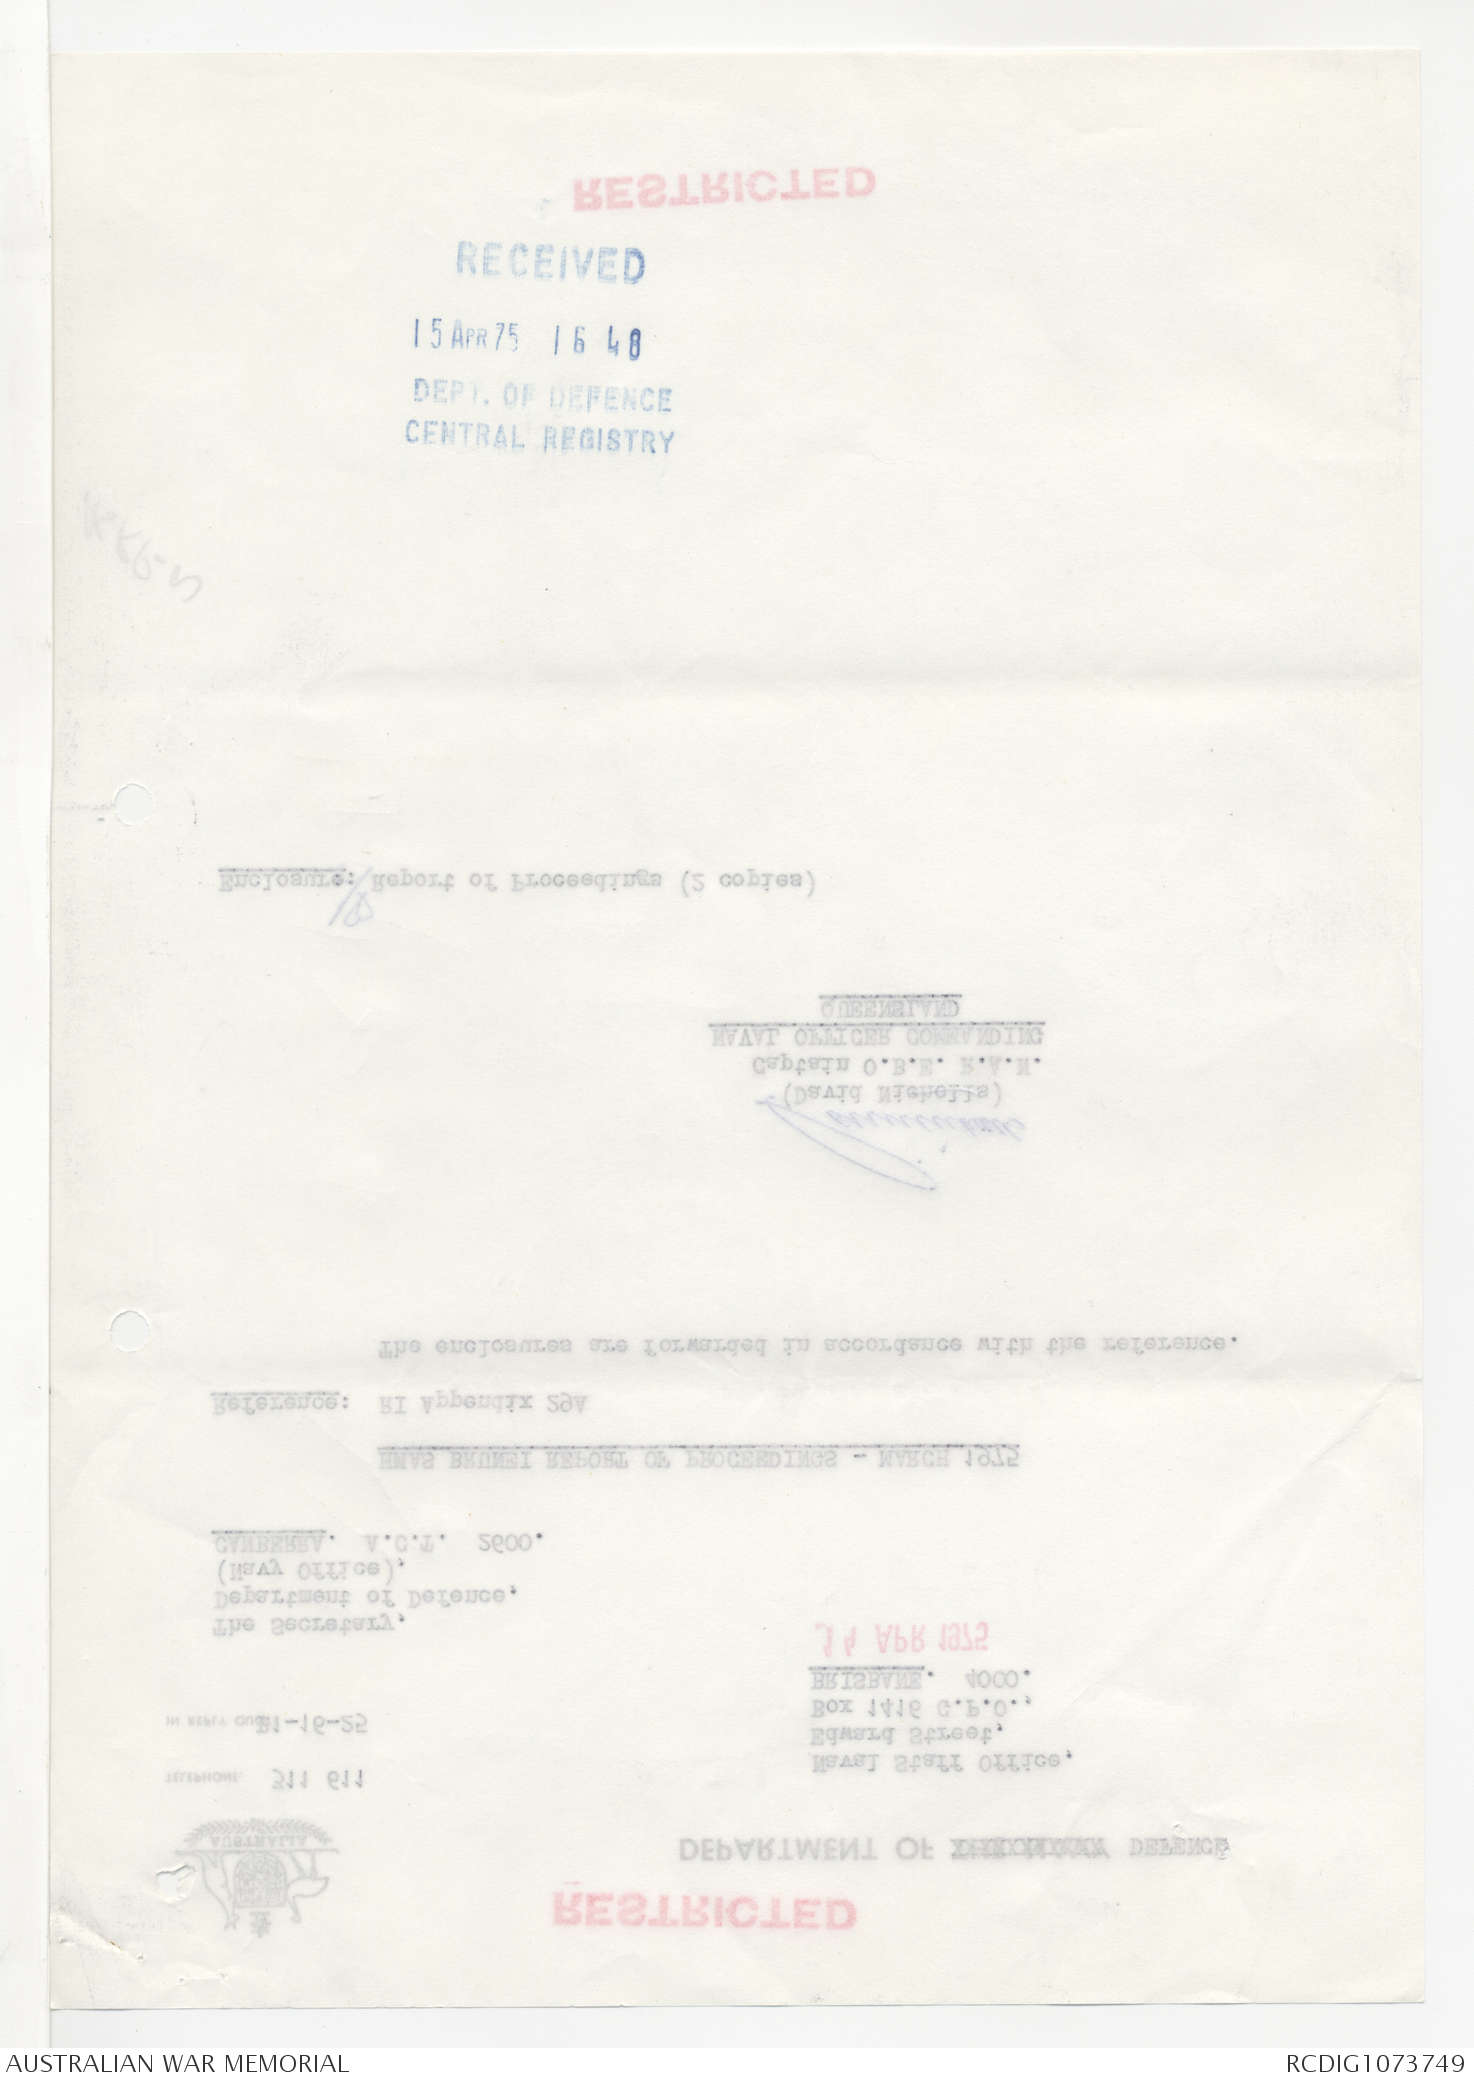 RESTRICTED
RECEIVED
15 APR 75 16 48
DEPT. OF DEFENCE
CENTRAL REGISTRY
Enclosure: Report of Proceedings (2 copies)
QUEENSLAND
NAVAL OFFICER COMMANDING
Captain O.B.E. R.A.N.
(David Nicholls)
The enclosures are forwarded in accordance with the reference.
Reference: RI Appendix 29A
HMAS BRUNEI REPORT OF PROCEEDINGS - MARCH 1975
CANBERRA. A.C.T. 2600.
(Navy Office),
Department of Defence,
The Secretary,
14 APR 1975
BRISBANE. 4000.
Box 1416 G.P.O.,
Edward Street,
Naval Staff Office,
IN REPLY QUOTE B1-16-25
TELEPHONE: 311 611
AUSTRALIA
DEPARTMENT OF DEFENCE
RESTRICTED
AUSTRALIAN WAR MEMORIAL
RCDIG1073749